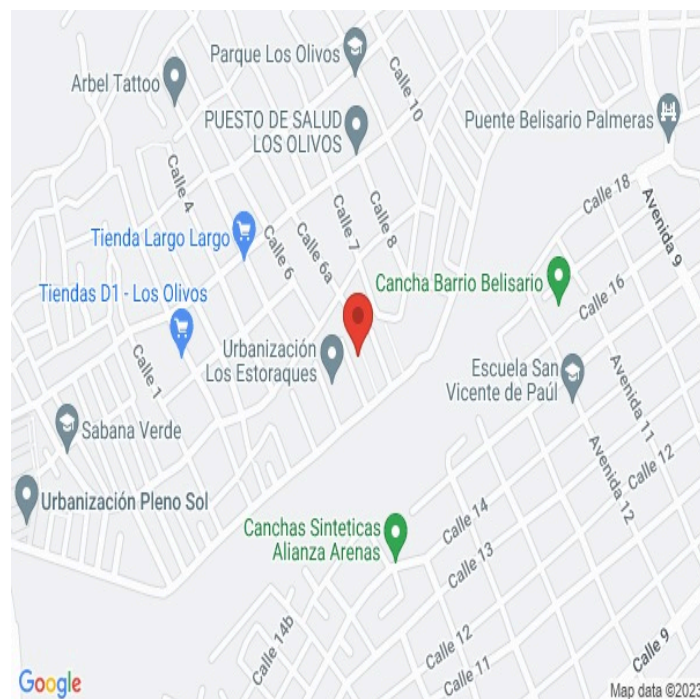 Parque Los Olivos
Arbel Tattoo
Calle 10
PUESTO DE SALUD
LOS OLIVOS
Puente Belisario Palmeras
Calle 4
Calle 18
Avenida 9
Calle 7
Calle 8
Tienda Largo Largo
Calle 6
Calle 6a
Cancha Barrio Belisario
Calle 16
Tiendas D1 - Los Olivos
Calle 1
Urbanización
Los Estoraques
Escuela San
Vicente de Paúl
Avenida 11
Sabana Verde
Calle 12
Avenida 12
Urbanización Pleno Sol
Canchas Sinteticas
Alianza Arenas
Calle 14
Calle 13
Calle 14b
Calle 12
Calle 11
Calle 9
Google
Map data ©2023